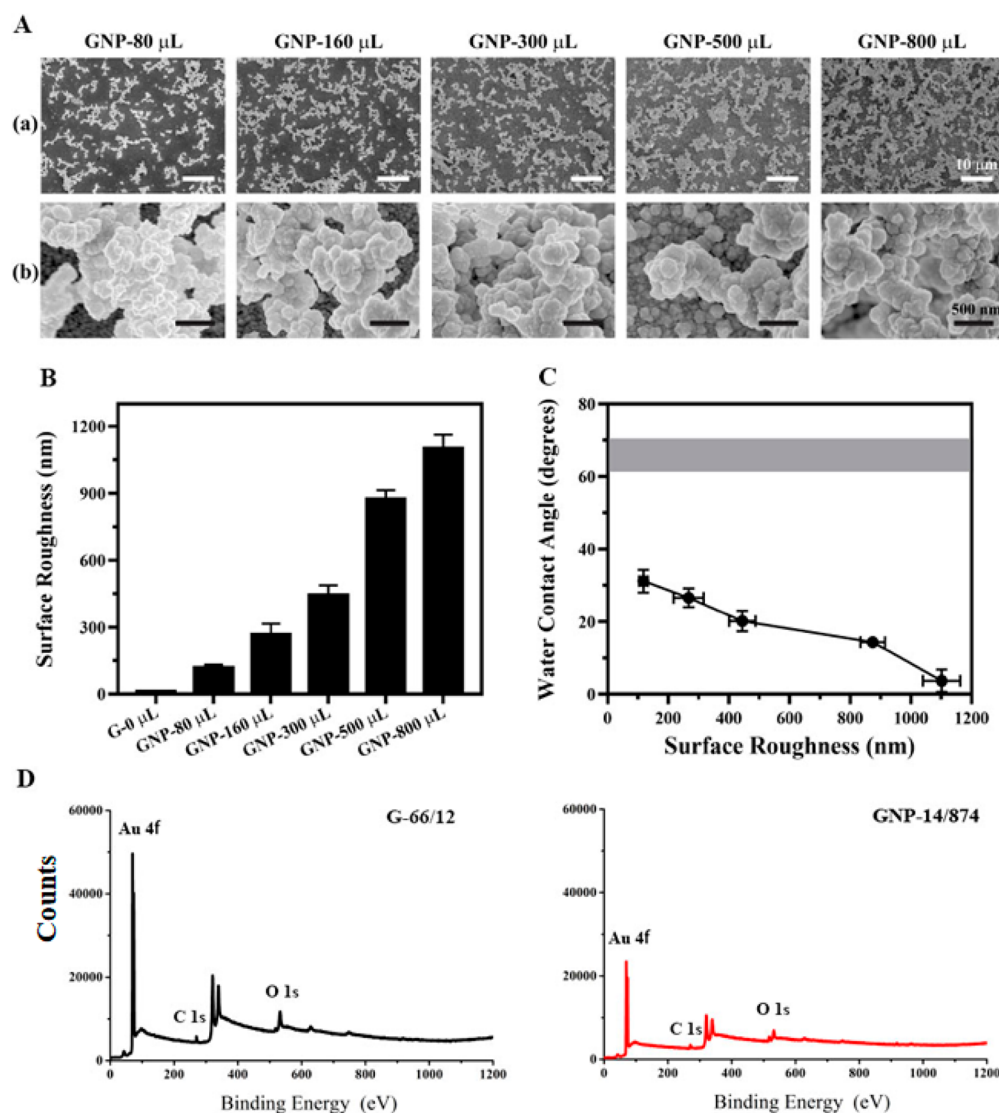 A
GNP-80 μL GNP-160 μL GNP-300 μL GNP-500 μL GNP-800 μL
(a)
10 μm
(b)
500 nm
B
Surface Roughness (nm)
1200
900
600
300
0
G-0 μL
GNP-80 μL
GNP-160 μL
GNP-300 μL
GNP-500 μL
GNP-800 μL
C
Water Contact Angle (degrees)
80
60
40
20
0
0 200 400 600 800 1000 1200
Surface Roughness (nm)
D
Counts
60000
40000
20000
0
G-66/12
Au 4f
C 1s
O 1s
0 200 400 600 800 1000 1200
Binding Energy (eV)
60000
40000
20000
0
GNP-14/874
Au 4f
C 1s
O 1s
0 200 400 600 800 1000 1200
Binding Energy (eV)